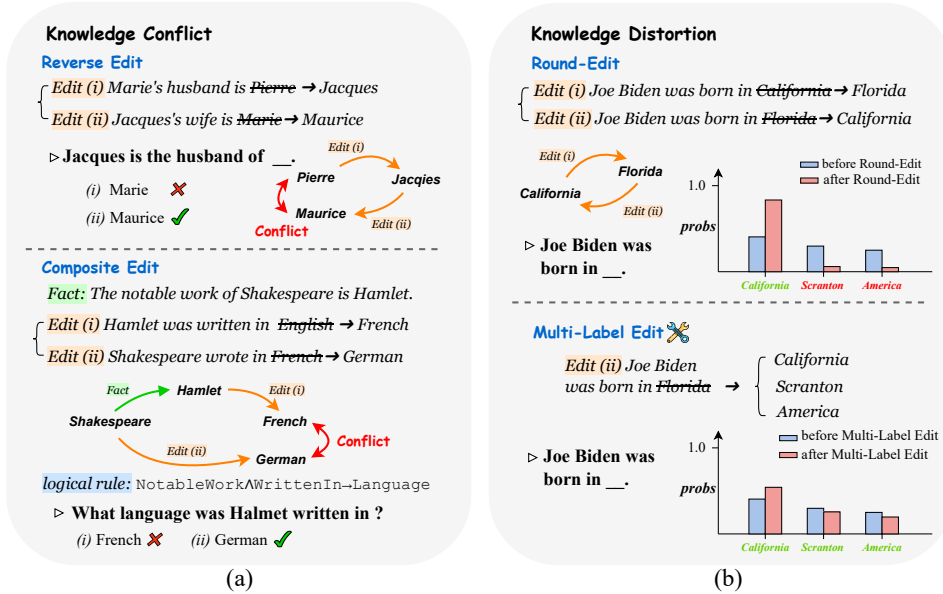 Knowledge Conflict
Reverse Edit
Edit (i) Marie's husband is Pierre → Jacques
Edit (ii) Jacques's wife is Marie → Maurice
▷ Jacques is the husband of __.
(i) Marie ✗
(ii) Maurice ✓
Edit (i)
Pierre
Jacqies
Maurice
Edit (ii)
Conflict
Composite Edit
Fact: The notable work of Shakespeare is Hamlet.
Edit (i) Hamlet was written in English → French
Edit (ii) Shakespeare wrote in French → German
Fact
Hamlet
Edit (i)
Shakespeare
French
Conflict
Edit (ii)
German
logical rule: NotableWork∧WrittenIn→Language
▷ What language was Halmet written in ?
(i) French ✗ (ii) German ✓
(a)
Knowledge Distortion
Round-Edit
Edit (i) Joe Biden was born in California → Florida
Edit (ii) Joe Biden was born in Florida → California
Edit (i)
Florida
California
Edit (ii)
▷ Joe Biden was
born in __.
before Round-Edit
after Round-Edit
1.0
probs
California Scranton America
Multi-Label Edit
Edit (ii) Joe Biden
was born in Florida →
California
Scranton
America
▷ Joe Biden was
born in __.
before Multi-Label Edit
after Multi-Label Edit
1.0
probs
California Scranton America
(b)